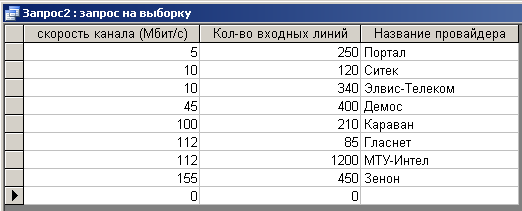 Запрос2 : запрос на выборку
скорость канала (Мбит/с) Кол-во входных линий Название провайдера
5 250 Портал
10 120 Ситек
10 340 Элвис-Телеком
45 400 Демос
100 210 Караван
112 85 Гласнет
112 1200 МТУ-Интел
155 450 Зенон
0 0